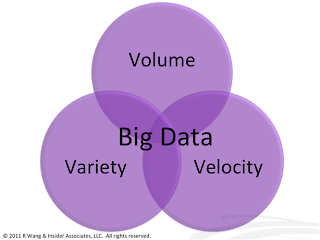 Volume
Big Data
Variety Velocity
© 2011 R Wang & Insider Associates, LLC. All rights reserved.